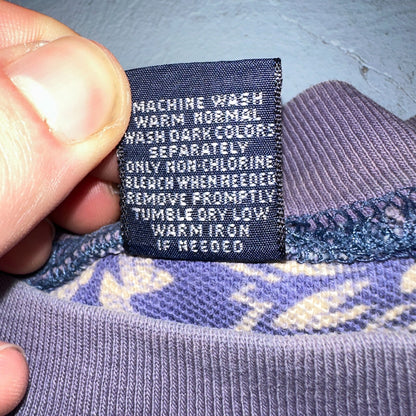 MACHINE WASH
WARM NORMAL
WASH DARK COLORS
SEPARATELY
ONLY NON-CHLORINE
BLEACH WHEN NEEDED
REMOVE PROMPTLY
TUMBLE DRY LOW
WARM IRON
IF NEEDED